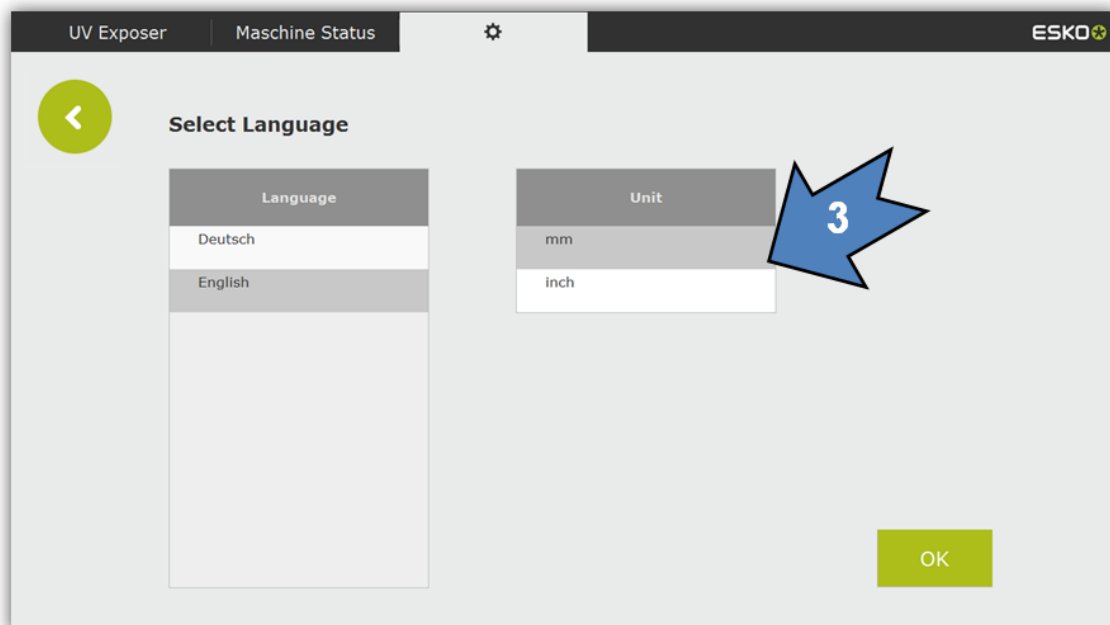 UV Exposer
Maschine Status
ESKO
Select Language
Language
Deutsch
English
Unit
mm
inch
3
OK